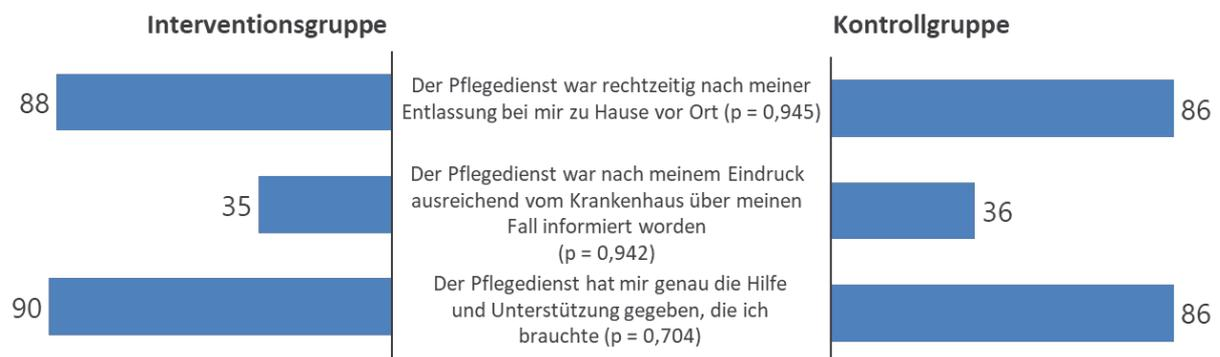 Interventionsgruppe
Kontrollgruppe
88
Der Pflegedienst war rechtzeitig nach meiner
Entlassung bei mir zu Hause vor Ort (p = 0,945)
86
35
Der Pflegedienst war nach meinem Eindruck
ausreichend vom Krankenhaus über meinen
Fall informiert worden
(p = 0,942)
36
90
Der Pflegedienst hat mir genau die Hilfe
und Unterstützung gegeben, die ich
brauchte (p = 0,704)
86